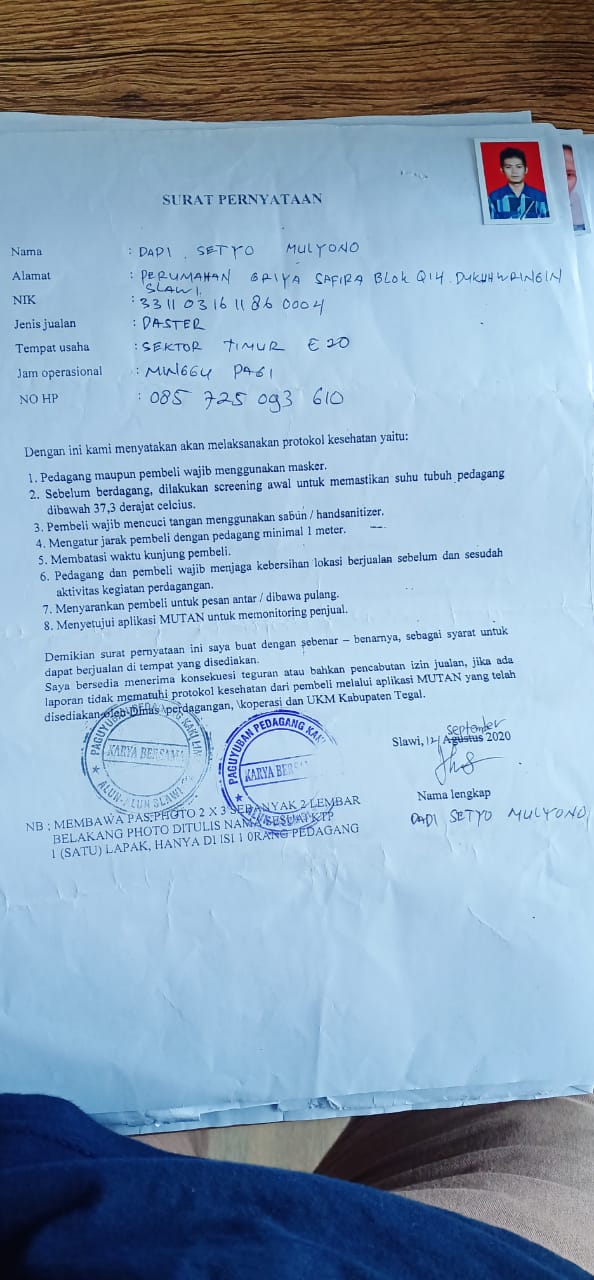 SURAT PERNYATAAN
Nama : DADI SETYO MULYONO
Alamat : PERUMAHAN GRIYA SAFIRA BLOK Q14 DUKUHWRINGIN
SLAWI
NIK : 3311031611860004
Jenis jualan : DASTER
Tempat usaha : SEKTOR TIMUR E 20
Jam operasional : MINGGU PAGI
NO HP : 085 725 093 610
Dengan ini kami menyatakan akan melaksanakan protokol kesehatan yaitu:
1. Pedagang maupun pembeli wajib menggunakan masker.
2. Sebelum berdagang, dilakukan screening awal untuk memastikan suhu tubuh pedagang
dibawah 37,3 derajat celcius.
3. Pembeli wajib mencuci tangan menggunakan sabun / handsanitizer.
4. Mengatur jarak pembeli dengan pedagang minimal 1 meter.
5. Membatasi waktu kunjung pembeli.
6. Pedagang dan pembeli wajib menjaga kebersihan lokasi berjualan sebelum dan sesudah
aktivitas kegiatan perdagangan.
7. Menyarankan pembeli untuk pesan antar / dibawa pulang.
8. Menyetujui aplikasi MUTAN untuk memonitoring penjual.
Demikian surat pernyataan ini saya buat dengan sebenar – benarnya, sebagai syarat untuk
dapat berjualan di tempat yang disediakan.
Saya bersedia menerima konsekuesi teguran atau bahkan pencabutan izin jualan, jika ada
laporan tidak mematuhi protokol kesehatan dari pembeli melalui aplikasi MUTAN yang telah
disediakan oleh Dinas perdagangan, \koperasi dan UKM Kabupaten Tegal.
PAGUYUBAN PEDAGANG KAKI LIMA
KARYA BERSAMA
ALUN-ALUN SLAWI
PAGUYUBAN PEDAGANG KAKI
KARYA BERSAMA
ALUN-ALUN
september
Slawi, 12/ Agustus 2020
Nama lengkap
DADI SETYO MULYONO
NB : MEMBAWA PAS PHOTO 2 X 3 SEBANYAK 2 LEMBAR
BELAKANG PHOTO DITULIS NAMA SESUAI KTP
1 (SATU) LAPAK, HANYA DI ISI 1 0RANG PEDAGANG